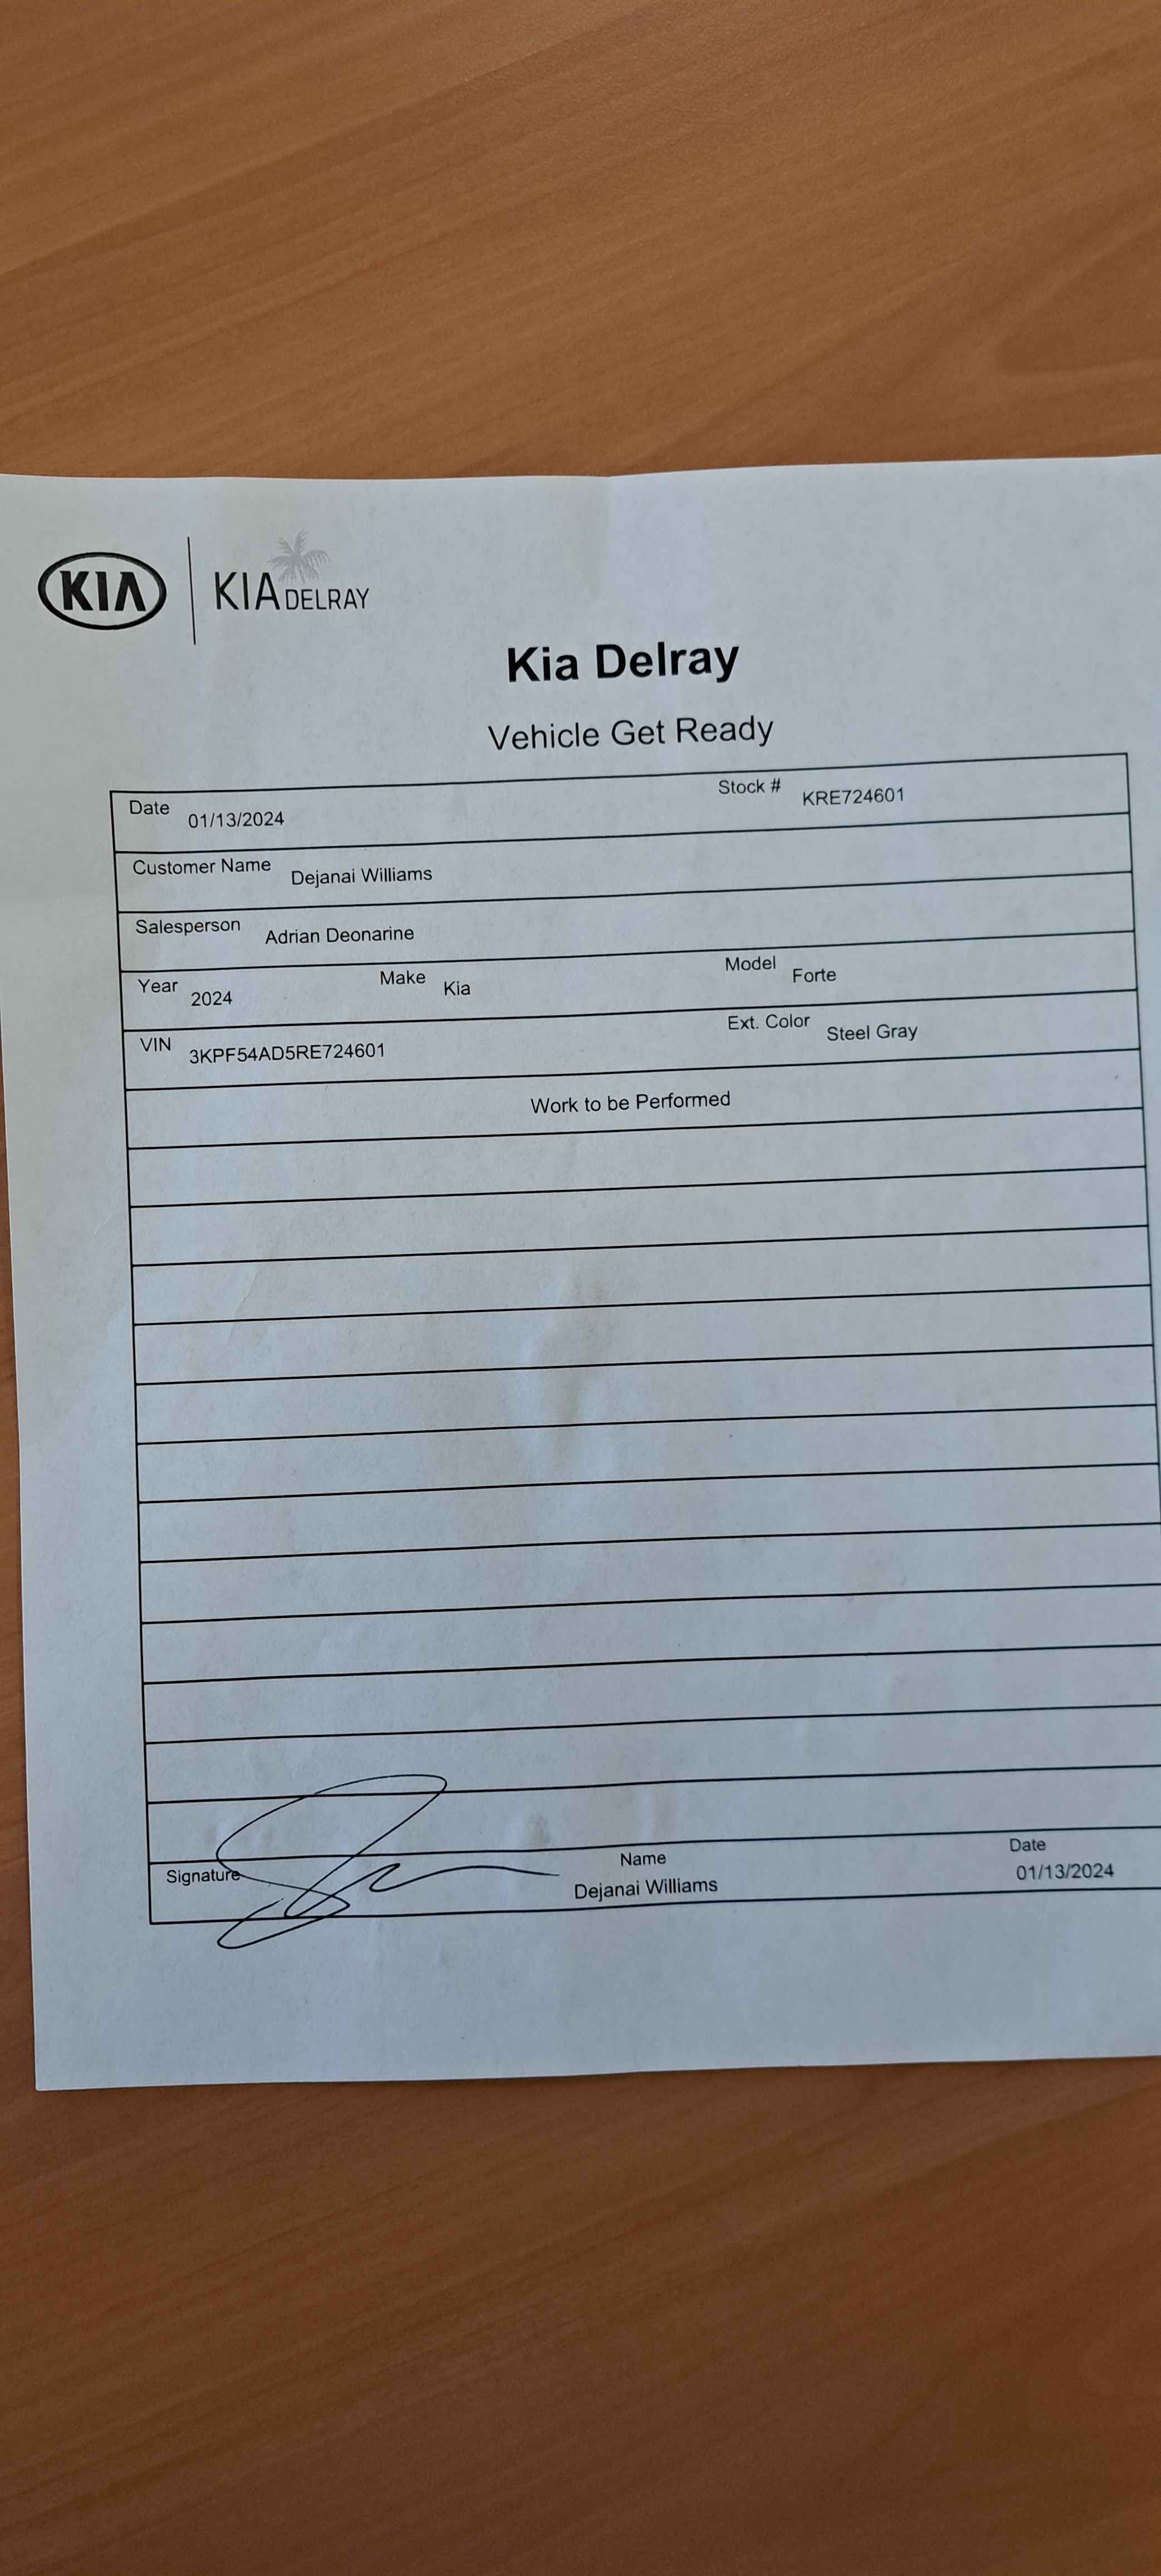 KIA KIA DELRAY
Kia Delray
Vehicle Get Ready
Date 01/13/2024 Stock # KRE724601
Customer Name Dejanai Williams
Salesperson Adrian Deonarine
Year 2024 Make Kia Model Forte
VIN 3KPF54AD5RE724601 Ext. Color Steel Gray
Work to be Performed
Signature Name Date
Dejanai Williams 01/13/2024